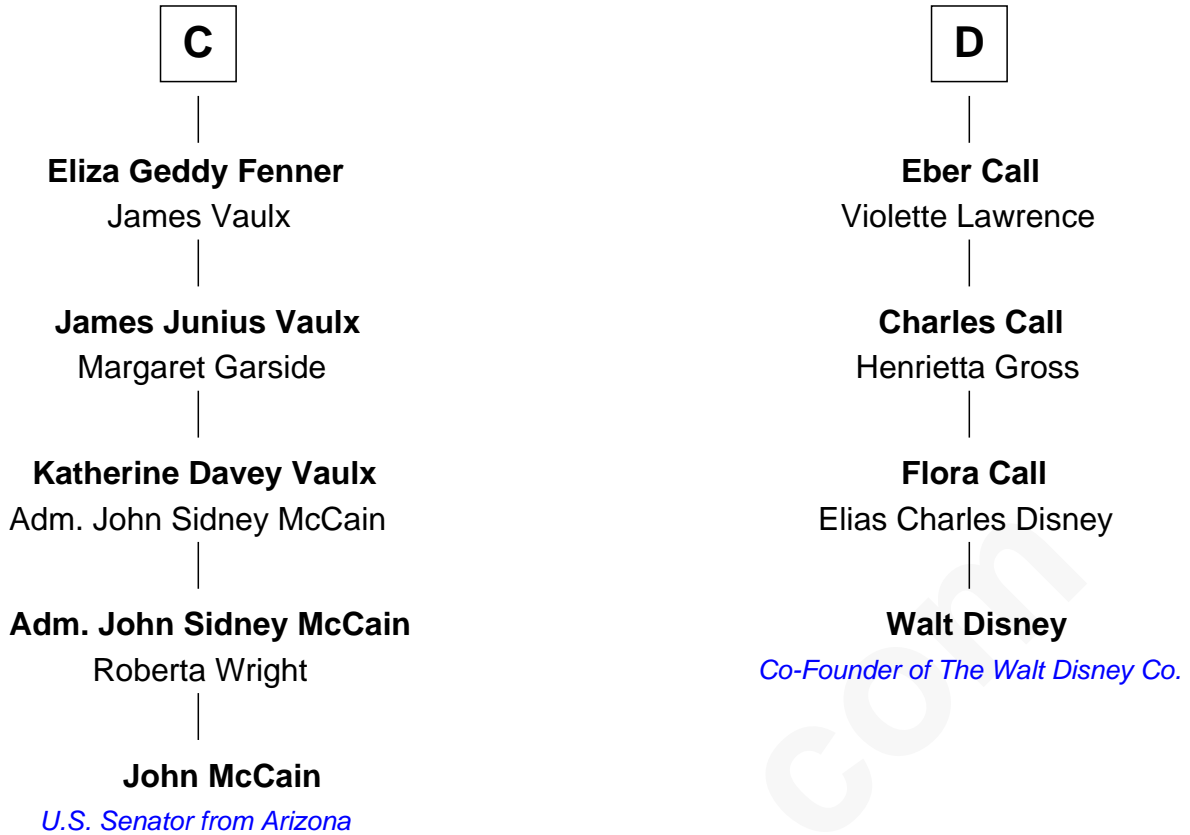 C
Eliza Geddy Fenner
James Vaulx
James Junius Vaulx
Margaret Garside
Katherine Davey Vaulx
Adm. John Sidney McCain
Adm. John Sidney McCain
Roberta Wright
John McCain
U.S. Senator from Arizona
D
Eber Call
Violette Lawrence
Charles Call
Henrietta Gross
Flora Call
Elias Charles Disney
Walt Disney
Co-Founder of The Walt Disney Co.
com